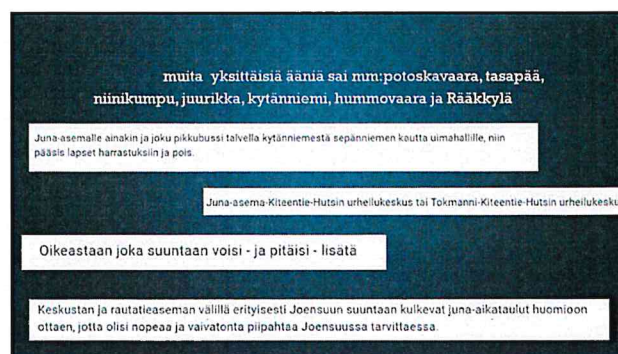 muita yksittäisiä ääniä sai mm:potoskavaara, tasapää,
niinikumpu, juurikka, kytänniemi, hummovaara ja Rääkkylä
Juna-asemalle ainakin ja joku pikkubussi talvella kytänniemestä sepänniemen kautta uimahallille, niin
pääsis lapset harrastuksiin ja pois.
Juna-asema-Kiteentie-Hutsin urheilukeskus tai Tokmanni-Kiteentie-Hutsin urheilukesku
Oikeastaan joka suuntaan voisi - ja pitäisi - lisätä
Keskustan ja rautatieaseman välillä erityisesti Joensuun suuntaan kulkevat juna-aikataulut huomioon
ottaen, jotta olisi nopeaa ja vaivatonta piipahtaa Joensuussa tarvittaessa.